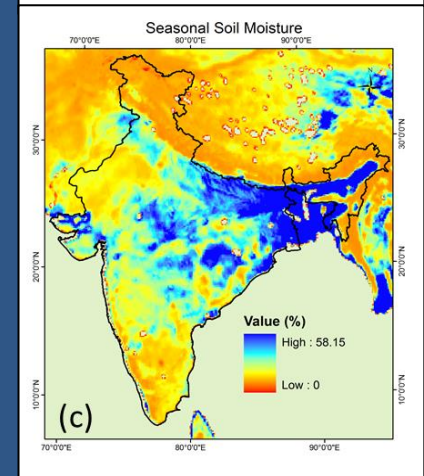 Seasonal Soil Moisture
70°0'0"E 80°0'0"E 90°0'0"E
30°0'0"N 30°0'0"N
20°0'0"N 20°0'0"N
Value (%)
High : 58.15
Low : 0
10°0'0"N 10°0'0"N
(c)
70°0'0"E 80°0'0"E 90°0'0"E